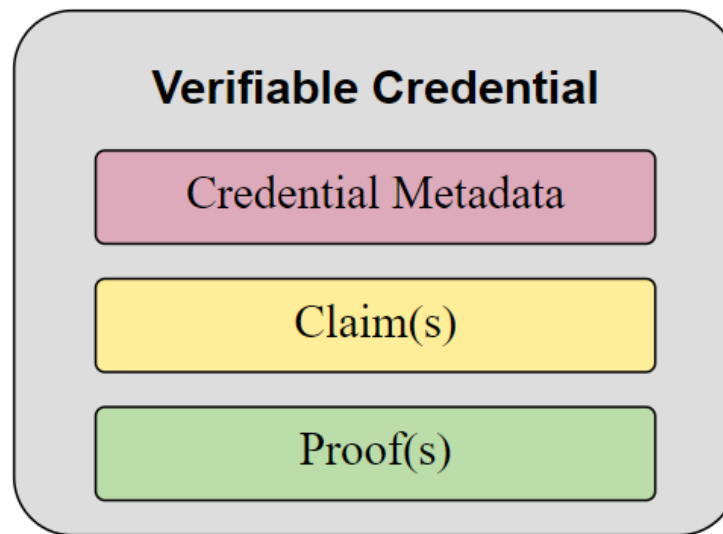 Verifiable Credential
Credential Metadata
Claim(s)
Proof(s)